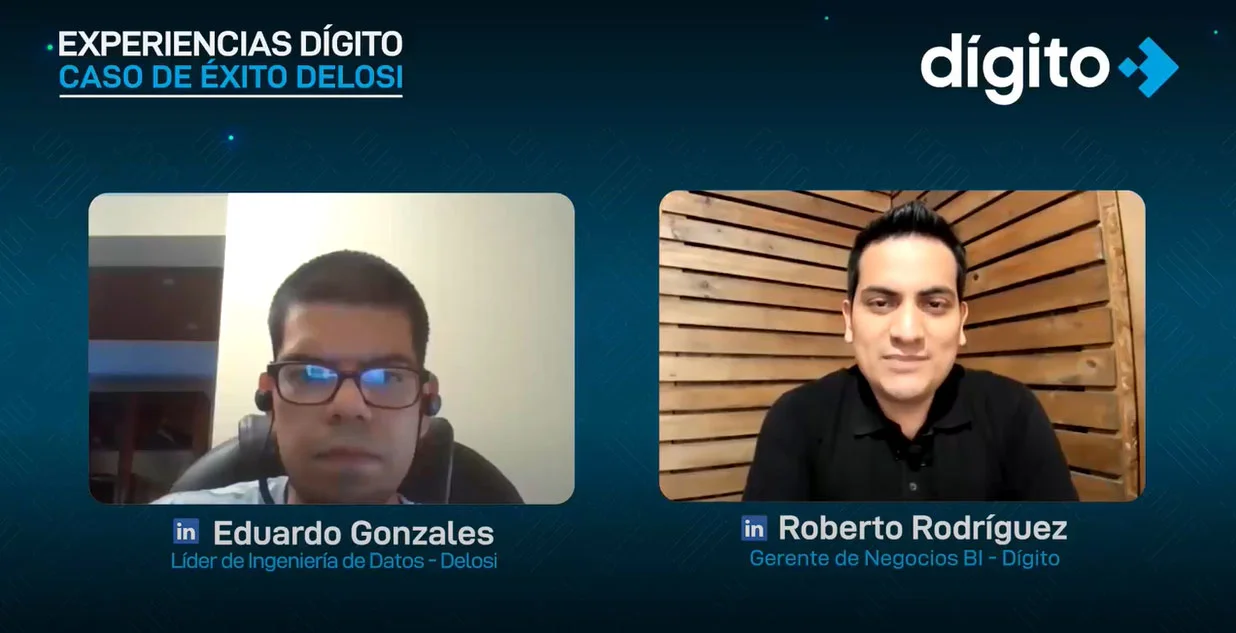 EXPERIENCIAS DÍGITO
CASO DE ÉXITO DELOSI
dígito
in Eduardo Gonzales
Líder de Ingeniería de Datos - Delosi
in Roberto Rodríguez
Gerente de Negocios BI - Dígito